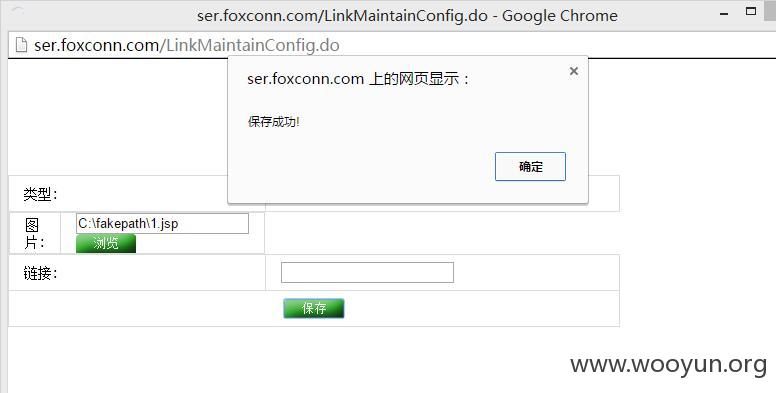 ser.foxconn.com/LinkMaintainConfig.do - Google Chrome
ser.foxconn.com/LinkMaintainConfig.do
ser.foxconn.com 上的网页显示：
保存成功!
确定
类型：
图片：
C:\fakepath\1.jsp
浏览
链接：
保存
www.wooyun.org